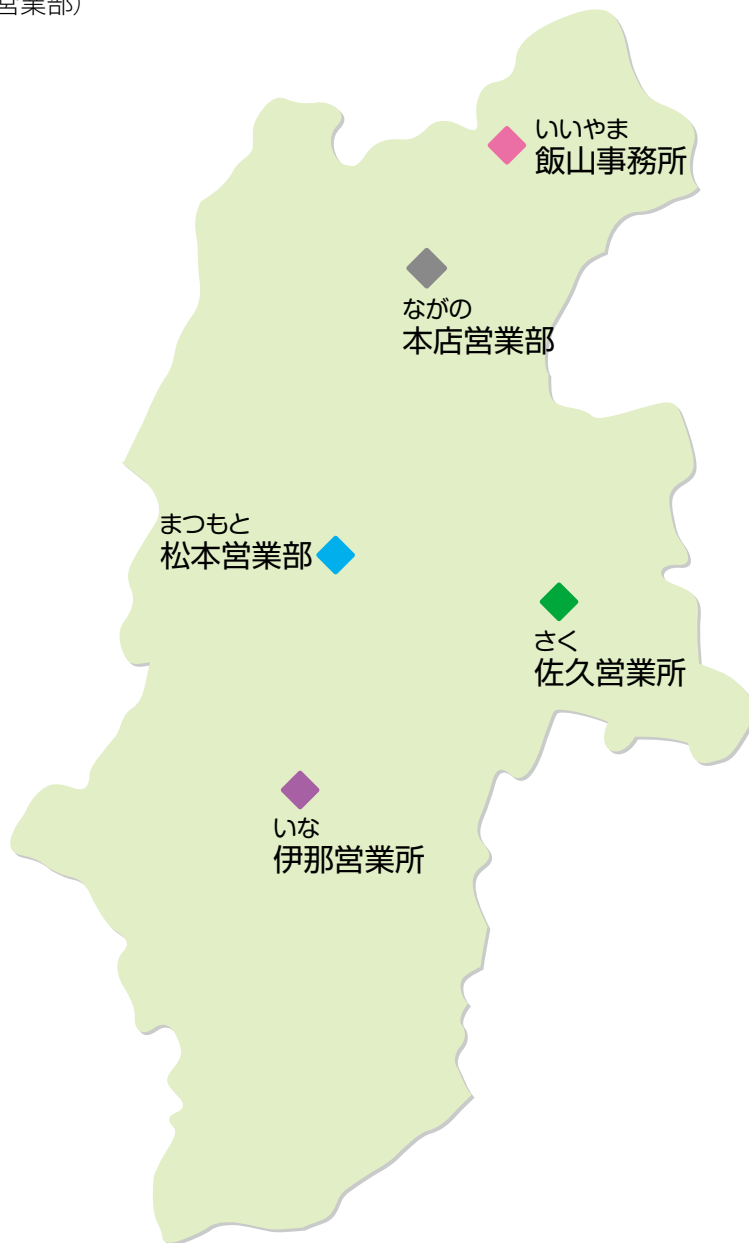 営業部）
いいやま
飯山事務所
ながの
本店営業部
まつもと
松本営業部
さく
佐久営業所
いな
伊那営業所